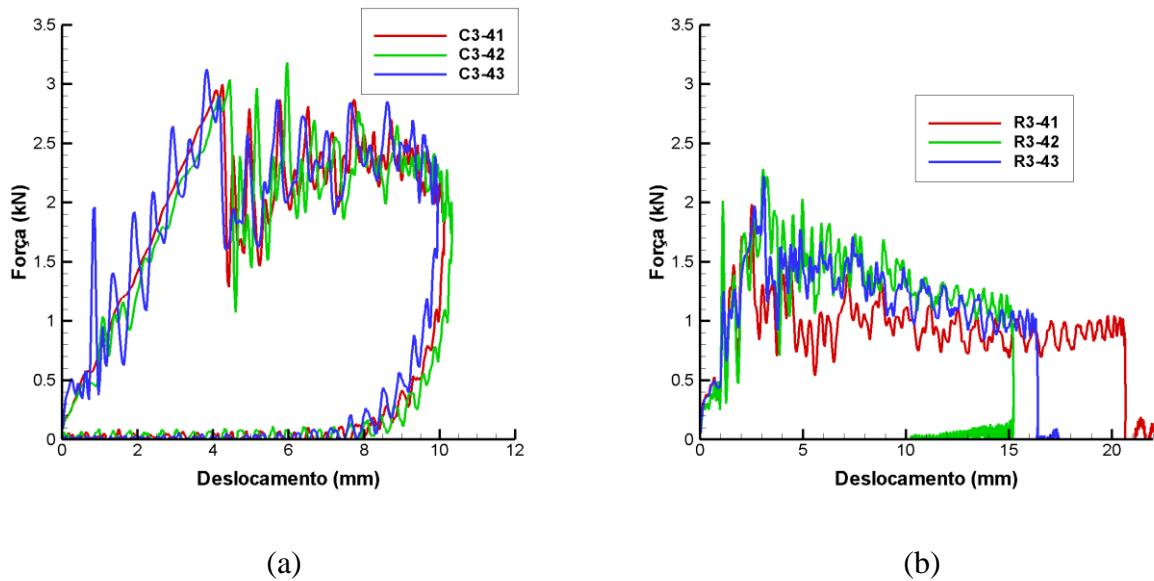 3.5
3
2.5
2
1.5
1
0.5
0
Força (kN)
0 2 4 6 8 10 12
Deslocamento (mm)
C3-41
C3-42
C3-43
(a)
3.5
3
2.5
2
1.5
1
0.5
0
Força (kN)
0 5 10 15 20
Deslocamento (mm)
R3-41
R3-42
R3-43
(b)